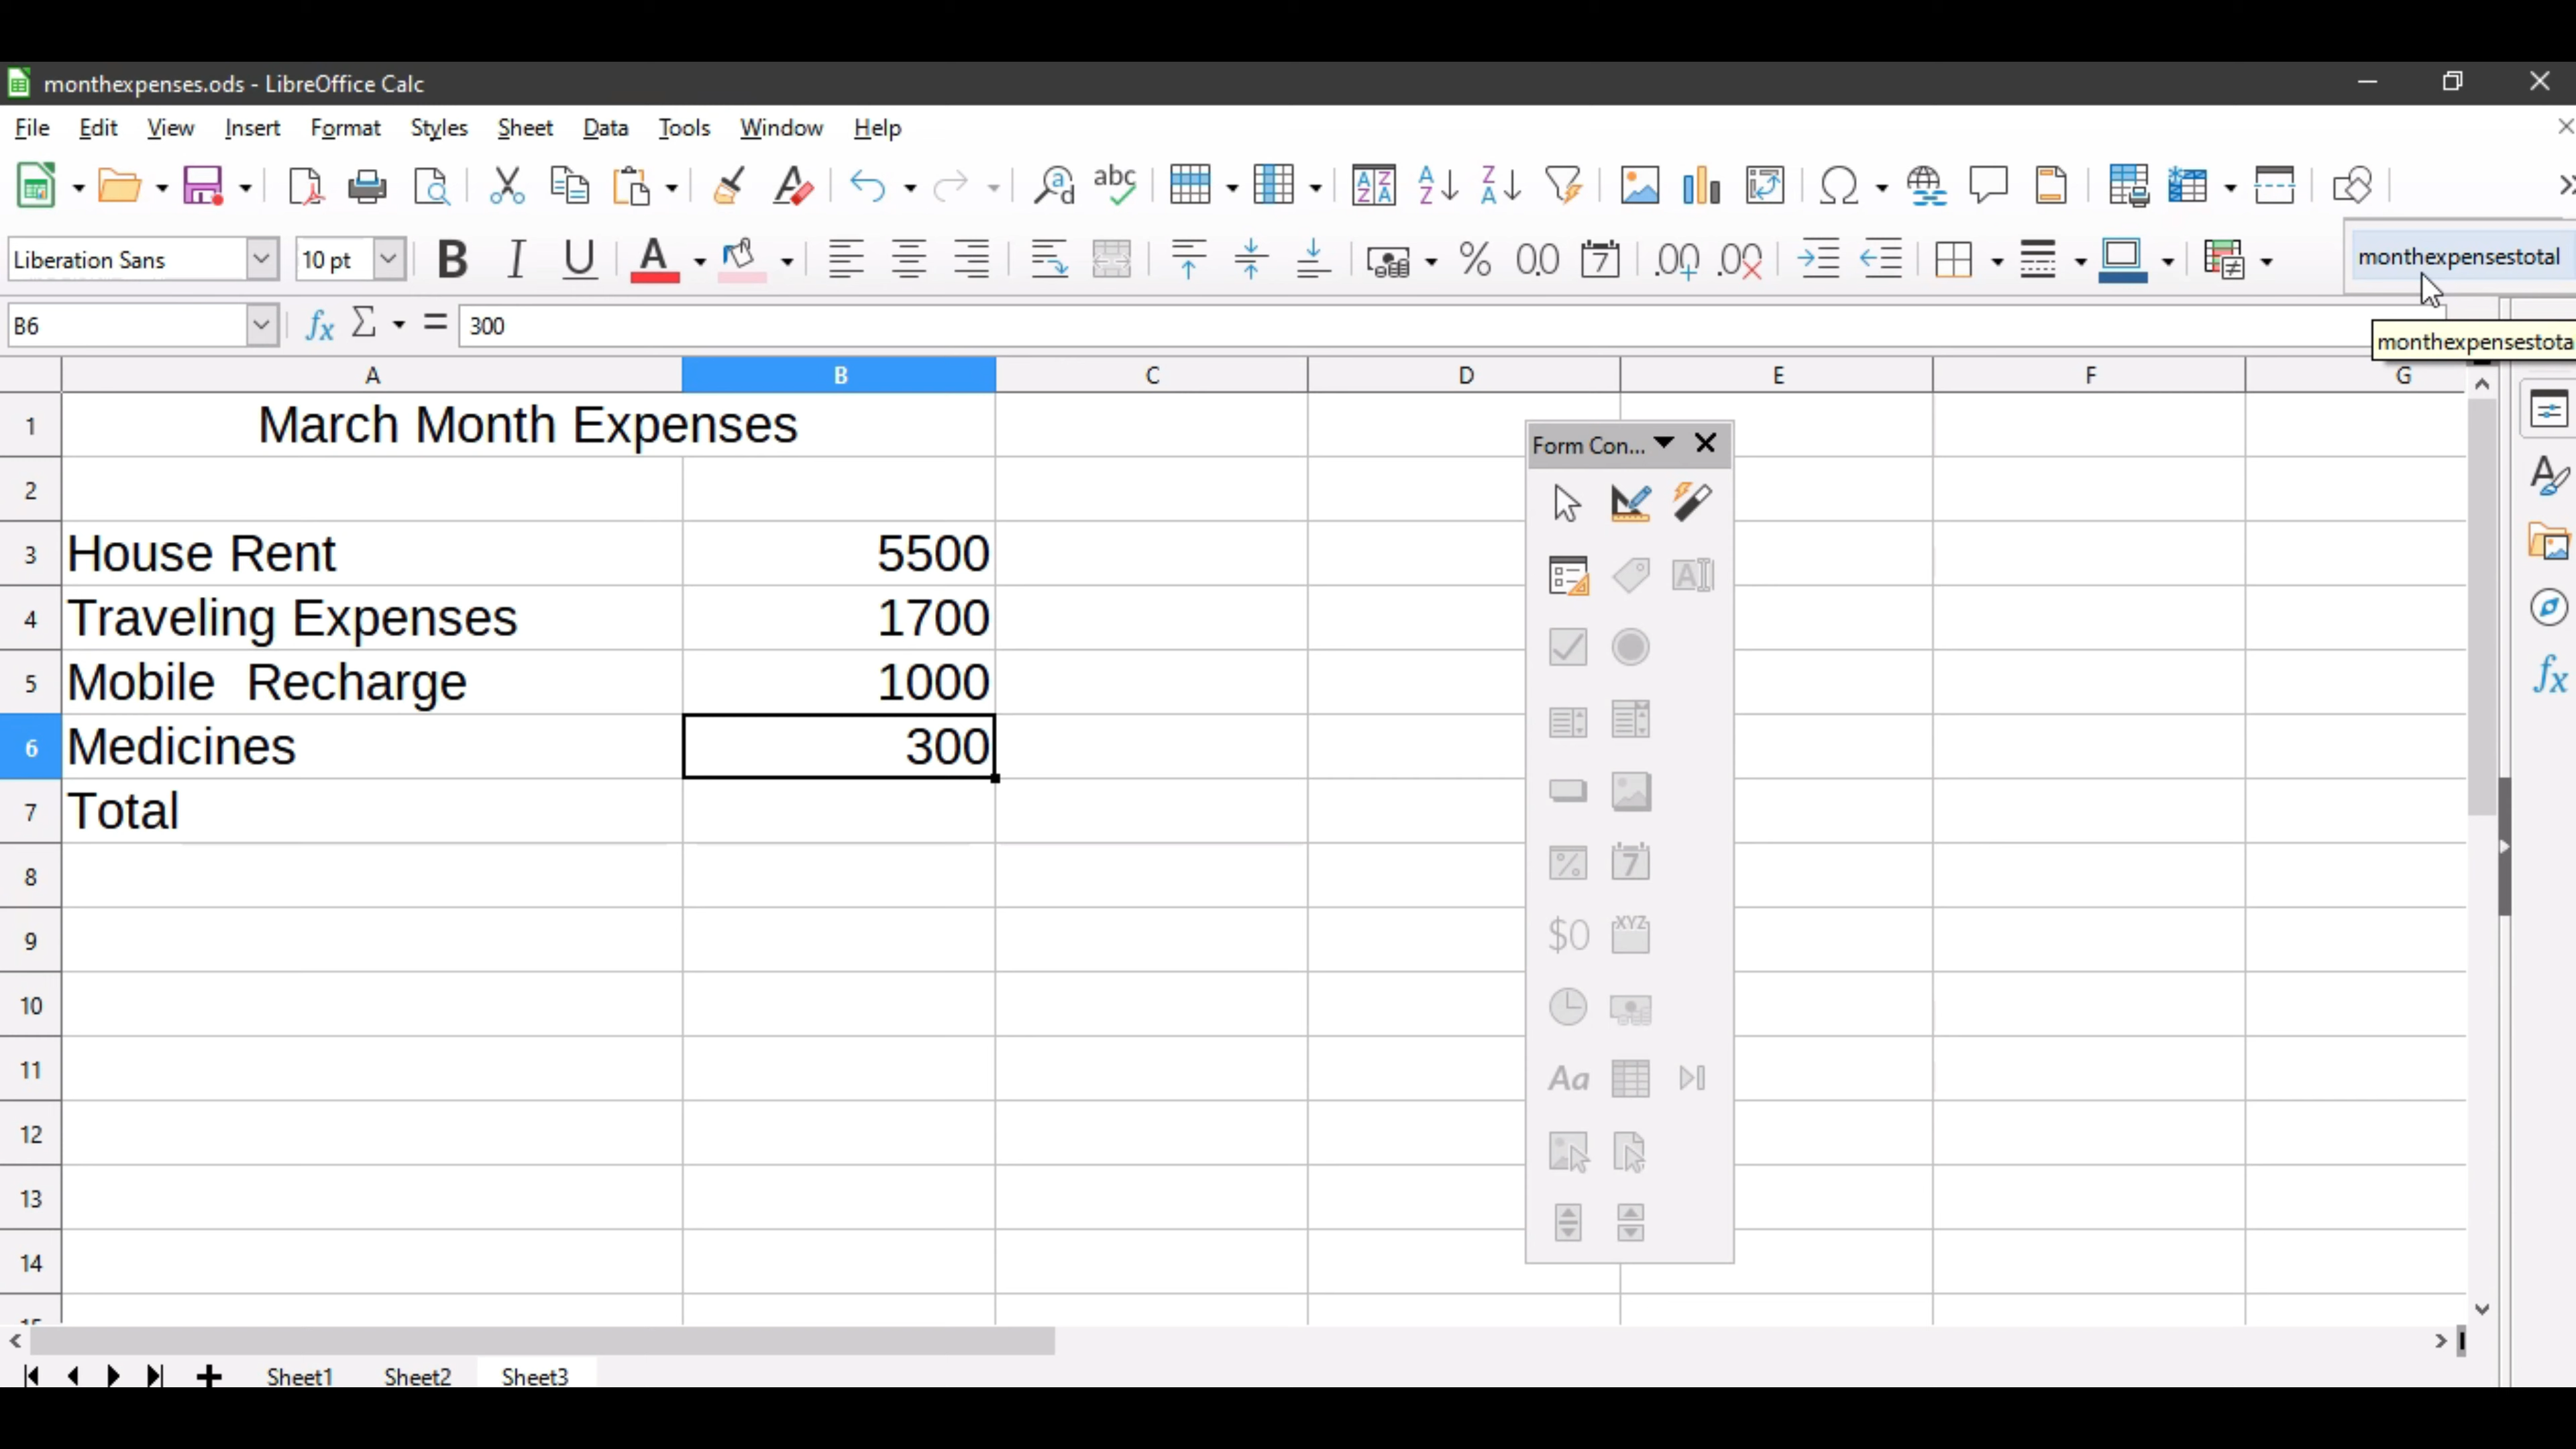 monthexpenses.ods - LibreOffice Calc
File Edit View Insert Format Styles Sheet Data Tools Window Help
Liberation Sans 10 pt monthexpensestotal
B6 300
monthexpensestota
A B C D E F G
1 March Month Expenses
2
3 House Rent 5500
4 Traveling Expenses 1700
5 Mobile Recharge 1000
6 Medicines 300
7 Total
8
9
10
11
12
13
14
15
Form Con...
Sheet1 Sheet2 Sheet3